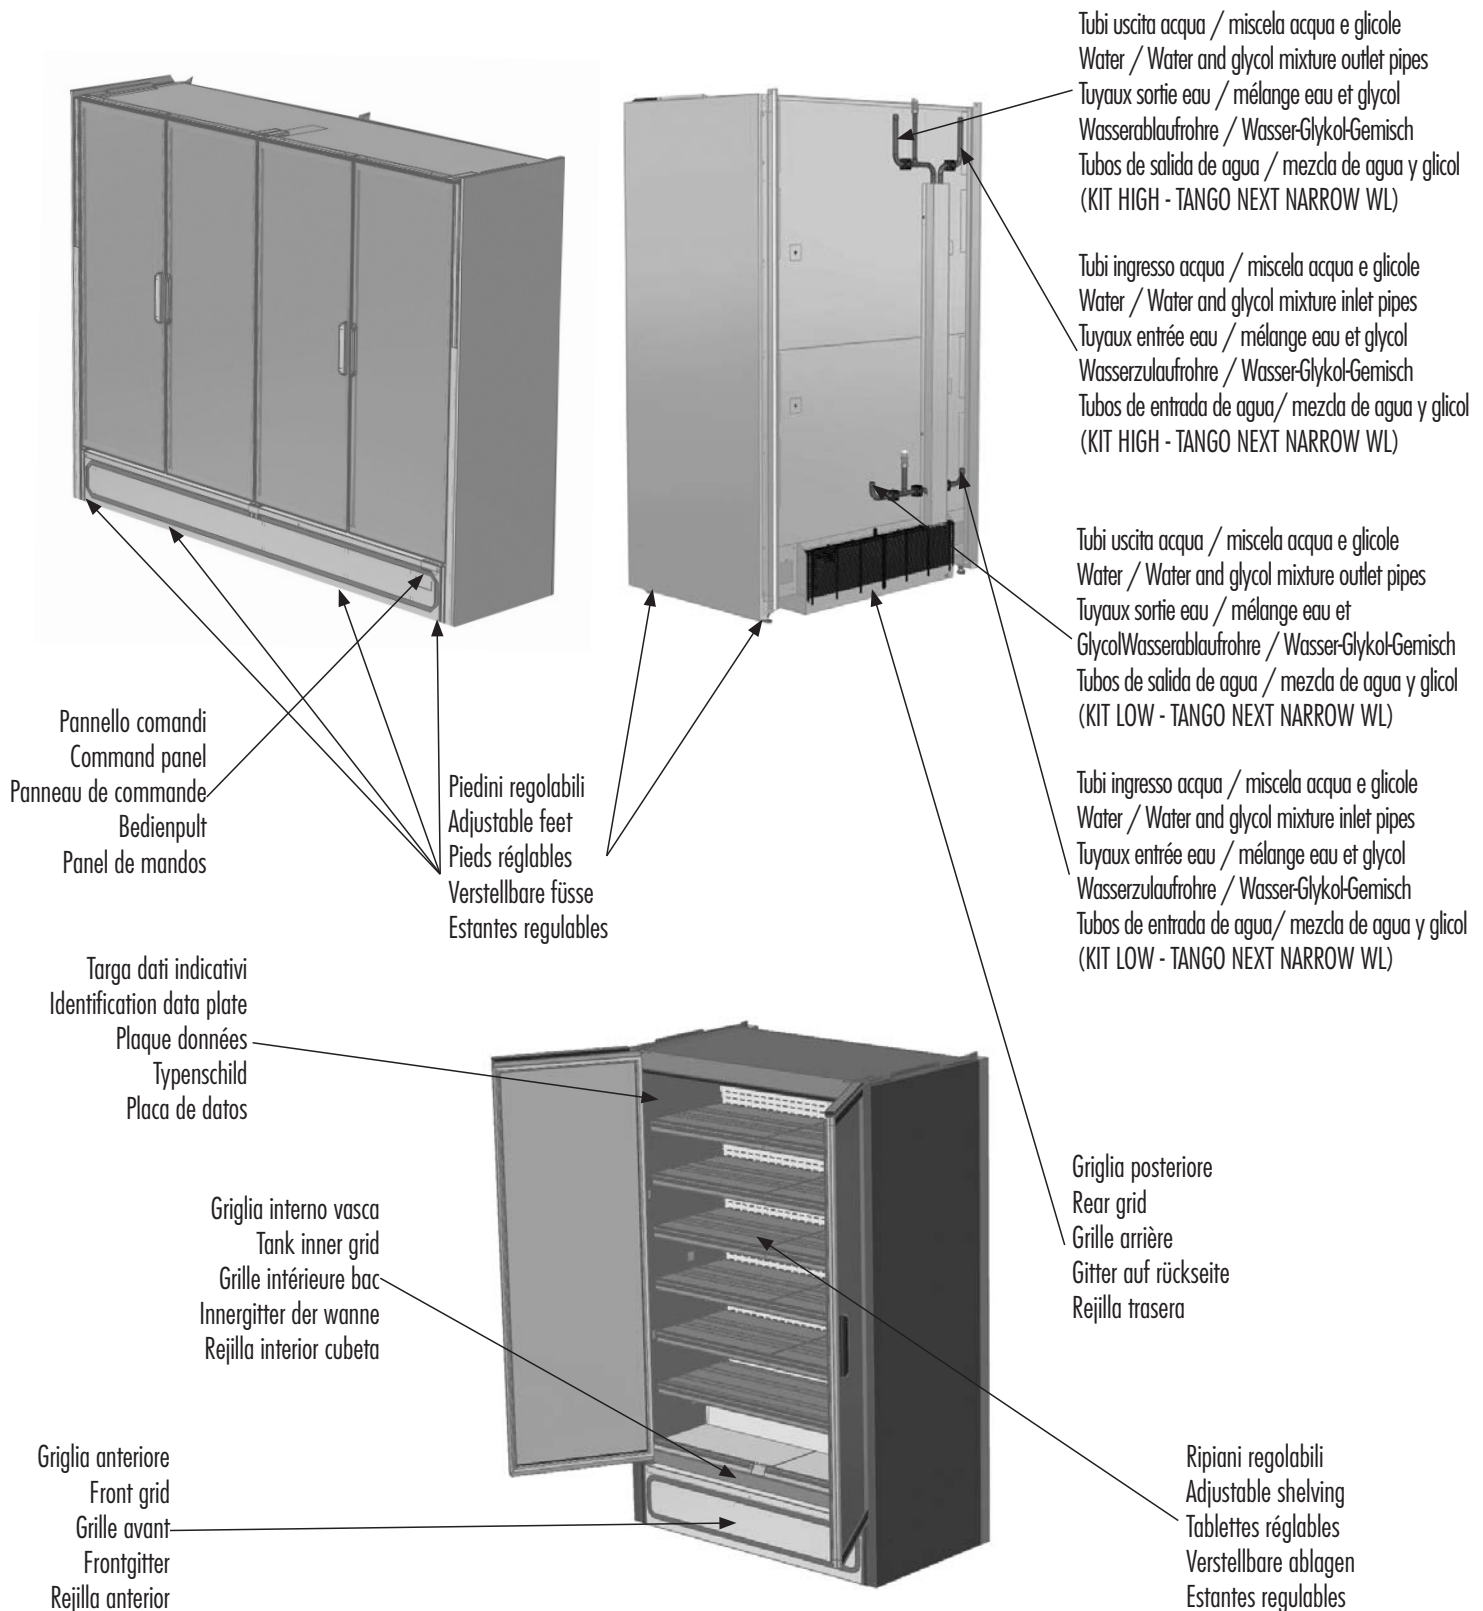 Tubi uscita acqua / miscela acqua e glicole
Water / Water and glycol mixture outlet pipes
Tuyaux sortie eau / mélange eau et glycol
Wasserablaufrohre / Wasser-Glykol-Gemisch
Tubos de salida de agua / mezcla de agua y glicol
(KIT HIGH - TANGO NEXT NARROW WL)
Tubi ingresso acqua / miscela acqua e glicole
Water / Water and glycol mixture inlet pipes
Tuyaux entrée eau / mélange eau et glycol
Wasserzulaufrohre / Wasser-Glykol-Gemisch
Tubos de entrada de agua/ mezcla de agua y glicol
(KIT HIGH - TANGO NEXT NARROW WL)
Tubi uscita acqua / miscela acqua e glicole
Water / Water and glycol mixture outlet pipes
Tuyaux sortie eau / mélange eau et
GlycolWasserablaufrohre / Wasser-Glykol-Gemisch
Tubos de salida de agua / mezcla de agua y glicol
(KIT LOW - TANGO NEXT NARROW WL)
Tubi ingresso acqua / miscela acqua e glicole
Water / Water and glycol mixture inlet pipes
Tuyaux entrée eau / mélange eau et glycol
Wasserzulaufrohre / Wasser-Glykol-Gemisch
Tubos de entrada de agua/ mezcla de agua y glicol
(KIT LOW - TANGO NEXT NARROW WL)
Pannello comandi
Command panel
Panneau de commande
Bedienpult
Panel de mandos
Piedini regolabili
Adjustable feet
Pieds réglables
Verstellbare füsse
Estantes regulables
Targa dati indicativi
Identification data plate
Plaque données
Typenschild
Placa de datos
Griglia interno vasca
Tank inner grid
Grille intérieure bac
Innergitter der wanne
Rejilla interior cubeta
Griglia posteriore
Rear grid
Grille arrière
Gitter auf rückseite
Rejilla trasera
Griglia anteriore
Front grid
Grille avant
Frontgitter
Rejilla anterior
Ripiani regolabili
Adjustable shelving
Tablettes réglables
Verstellbare ablagen
Estantes regulables